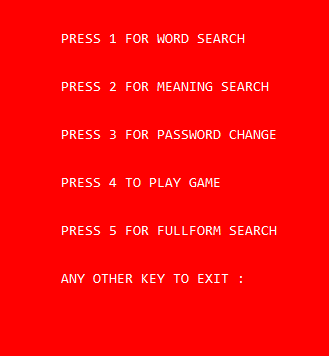 PRESS 1 FOR WORD SEARCH
PRESS 2 FOR MEANING SEARCH
PRESS 3 FOR PASSWORD CHANGE
PRESS 4 TO PLAY GAME
PRESS 5 FOR FULLFORM SEARCH
ANY OTHER KEY TO EXIT :